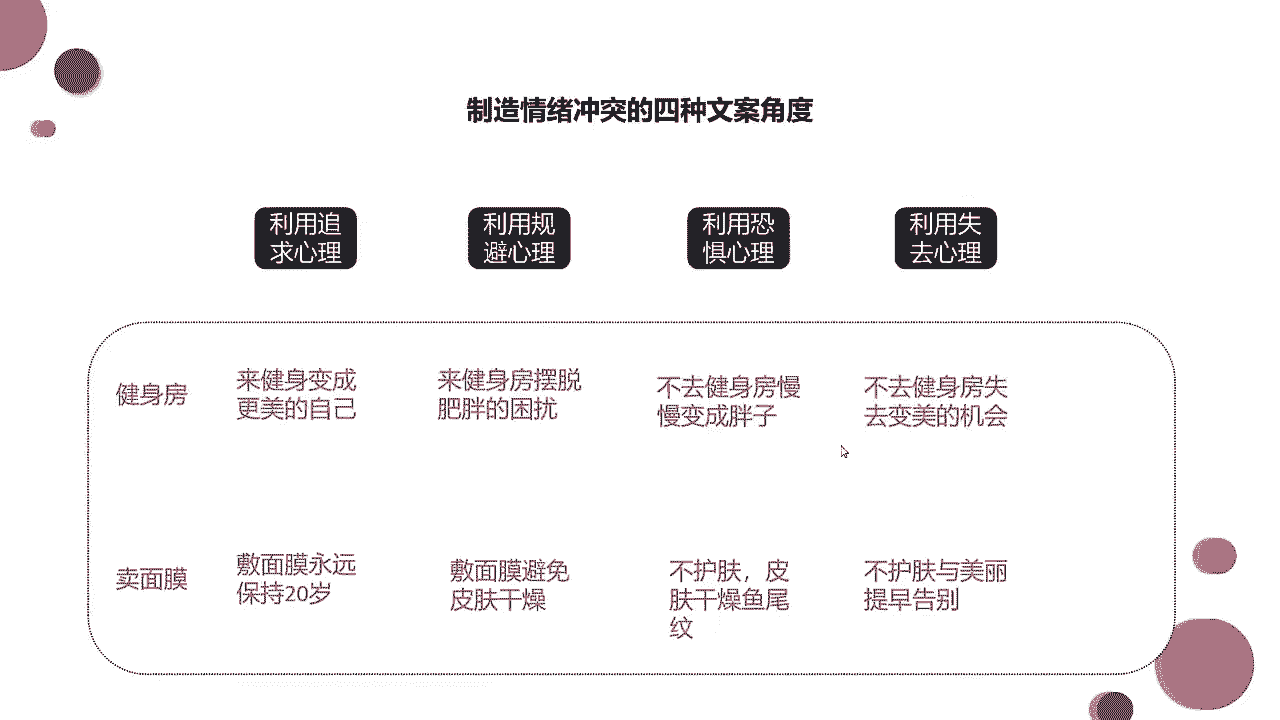 制造情绪冲突的四种文案角度
利用追
求心理
利用规
避心理
利用恐
惧心理
利用失
去心理
健身房
来健身变成
更美的自己
来健身房摆脱
肥胖的困扰
不去健身房慢
慢变成胖子
不去健身房失
去变美的机会
卖面膜
敷面膜永远
保持20岁
敷面膜避免
皮肤干燥
不护肤，皮
肤干燥鱼尾
纹
不护肤与美丽
提早告别